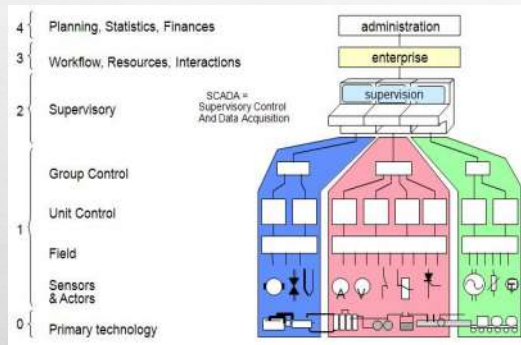 4 Planning, Statistics, Finances administration
3 Workflow, Resources, Interactions enterprise
2 Supervisory
SCADA =
Supervisory Control
And Data Acquisition
supervision
1
Group Control
Unit Control
Field
Sensors
& Actors
A V
0 Primary technology